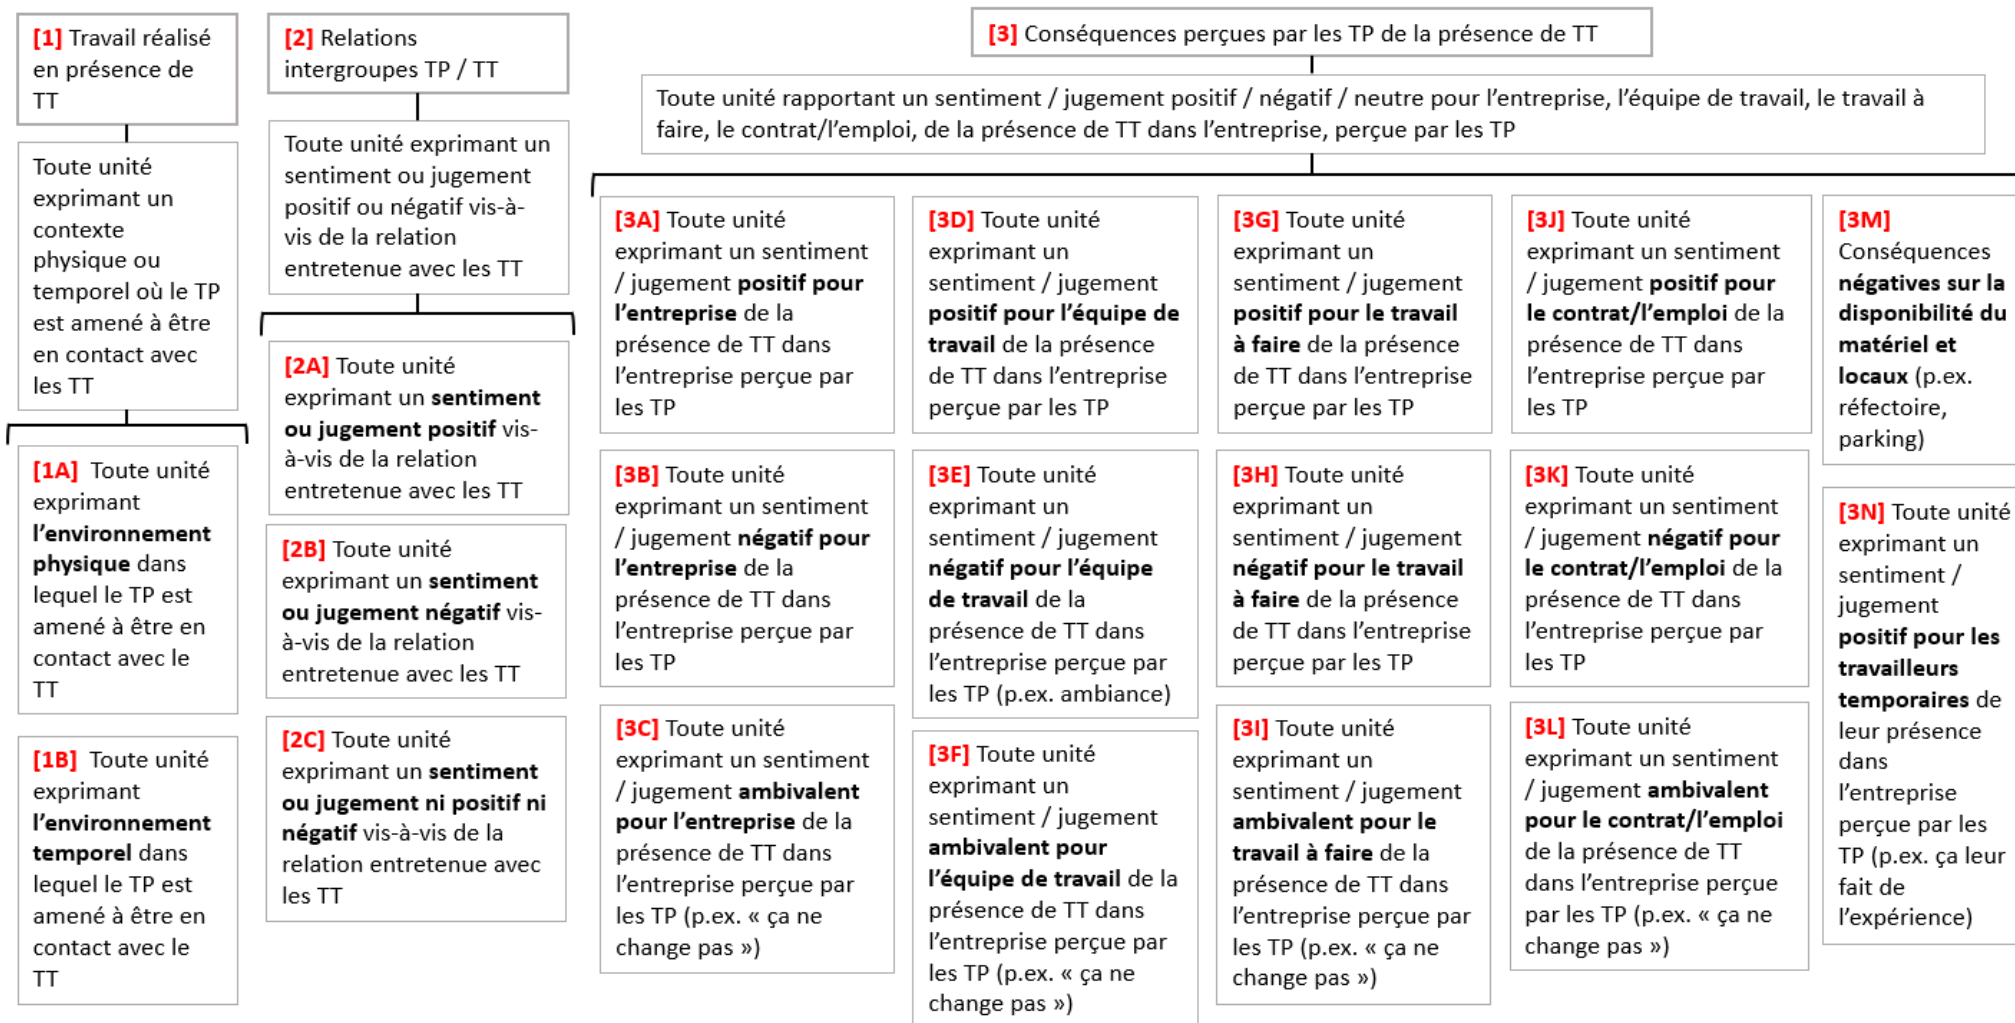 [1] Travail réalisé
en présence de
TT
Toute unité
exprimant un
contexte
physique ou
temporel où le TP
est amené à être
en contact avec
les TT
[1A] Toute unité
exprimant
l’environnement
physique dans
lequel le TP est
amené à être en
contact avec le
TT
[1B] Toute unité
exprimant
l’environnement
temporel dans
lequel le TP est
amené à être en
contact avec le
TT
[2] Relations
intergroupes TP / TT
Toute unité exprimant un
sentiment ou jugement
positif ou négatif vis-à-
vis de la relation
entretenue avec les TT
[2A] Toute unité
exprimant un sentiment
ou jugement positif vis-
à-vis de la relation
entretenue avec les TT
[2B] Toute unité
exprimant un sentiment
ou jugement négatif vis-
à-vis de la relation
entretenue avec les TT
[2C] Toute unité
exprimant un sentiment
ou jugement ni positif ni
négatif vis-à-vis de la
relation entretenue avec
les TT
[3] Conséquences perçues par les TP de la présence de TT
Toute unité rapportant un sentiment / jugement positif / négatif / neutre pour l’entreprise, l’équipe de travail, le travail à
faire, le contrat/l’emploi, de la présence de TT dans l’entreprise, perçue par les TP
[3A] Toute unité
exprimant un sentiment
/ jugement positif pour
l’entreprise de la
présence de TT dans
l’entreprise perçue par
les TP
[3B] Toute unité
exprimant un sentiment
/ jugement négatif pour
l’entreprise de la
présence de TT dans
l’entreprise perçue par
les TP
[3C] Toute unité
exprimant un sentiment
/ jugement ambivalent
pour l’entreprise de la
présence de TT dans
l’entreprise perçue par
les TP (p.ex. « ça ne
change pas »)
[3D] Toute unité
exprimant un
sentiment / jugement
positif pour l’équipe de
travail de la présence
de TT dans l’entreprise
perçue par les TP
[3E] Toute unité
exprimant un
sentiment / jugement
négatif pour l’équipe
de travail de la
présence de TT dans
l’entreprise perçue par
les TP (p.ex. ambiance)
[3F] Toute unité
exprimant un
sentiment / jugement
ambivalent pour
l’équipe de travail de la
présence de TT dans
l’entreprise perçue par
les TP (p.ex. « ça ne
change pas »)
[3G] Toute unité
exprimant un
sentiment / jugement
positif pour le travail
à faire de la présence
de TT dans l’entreprise
perçue par les TP
[3H] Toute unité
exprimant un
sentiment / jugement
négatif pour le travail
à faire de la présence
de TT dans l’entreprise
perçue par les TP
[3I] Toute unité
exprimant un
sentiment / jugement
ambivalent pour le
travail à faire de la
présence de TT dans
l’entreprise perçue par
les TP (p.ex. « ça ne
change pas »)
[3J] Toute unité
exprimant un sentiment
/ jugement positif pour
le contrat/l’emploi de la
présence de TT dans
l’entreprise perçue par
les TP
[3K] Toute unité
exprimant un sentiment
/ jugement négatif pour
le contrat/l’emploi de la
présence de TT dans
l’entreprise perçue par
les TP
[3L] Toute unité
exprimant un sentiment
/ jugement ambivalent
pour le contrat/l’emploi
de la présence de TT
dans l’entreprise perçue
par les TP (p.ex. « ça ne
change pas »)
[3M]
Conséquences
négatives sur la
disponibilité du
matériel et
locaux (p.ex.
réfectoire,
parking)
[3N] Toute unité
exprimant un
sentiment /
jugement
positif pour les
travailleurs
temporaires de
leur présence
dans
l’entreprise
perçue par les
TP (p.ex. ça leur
fait de
l’expérience)